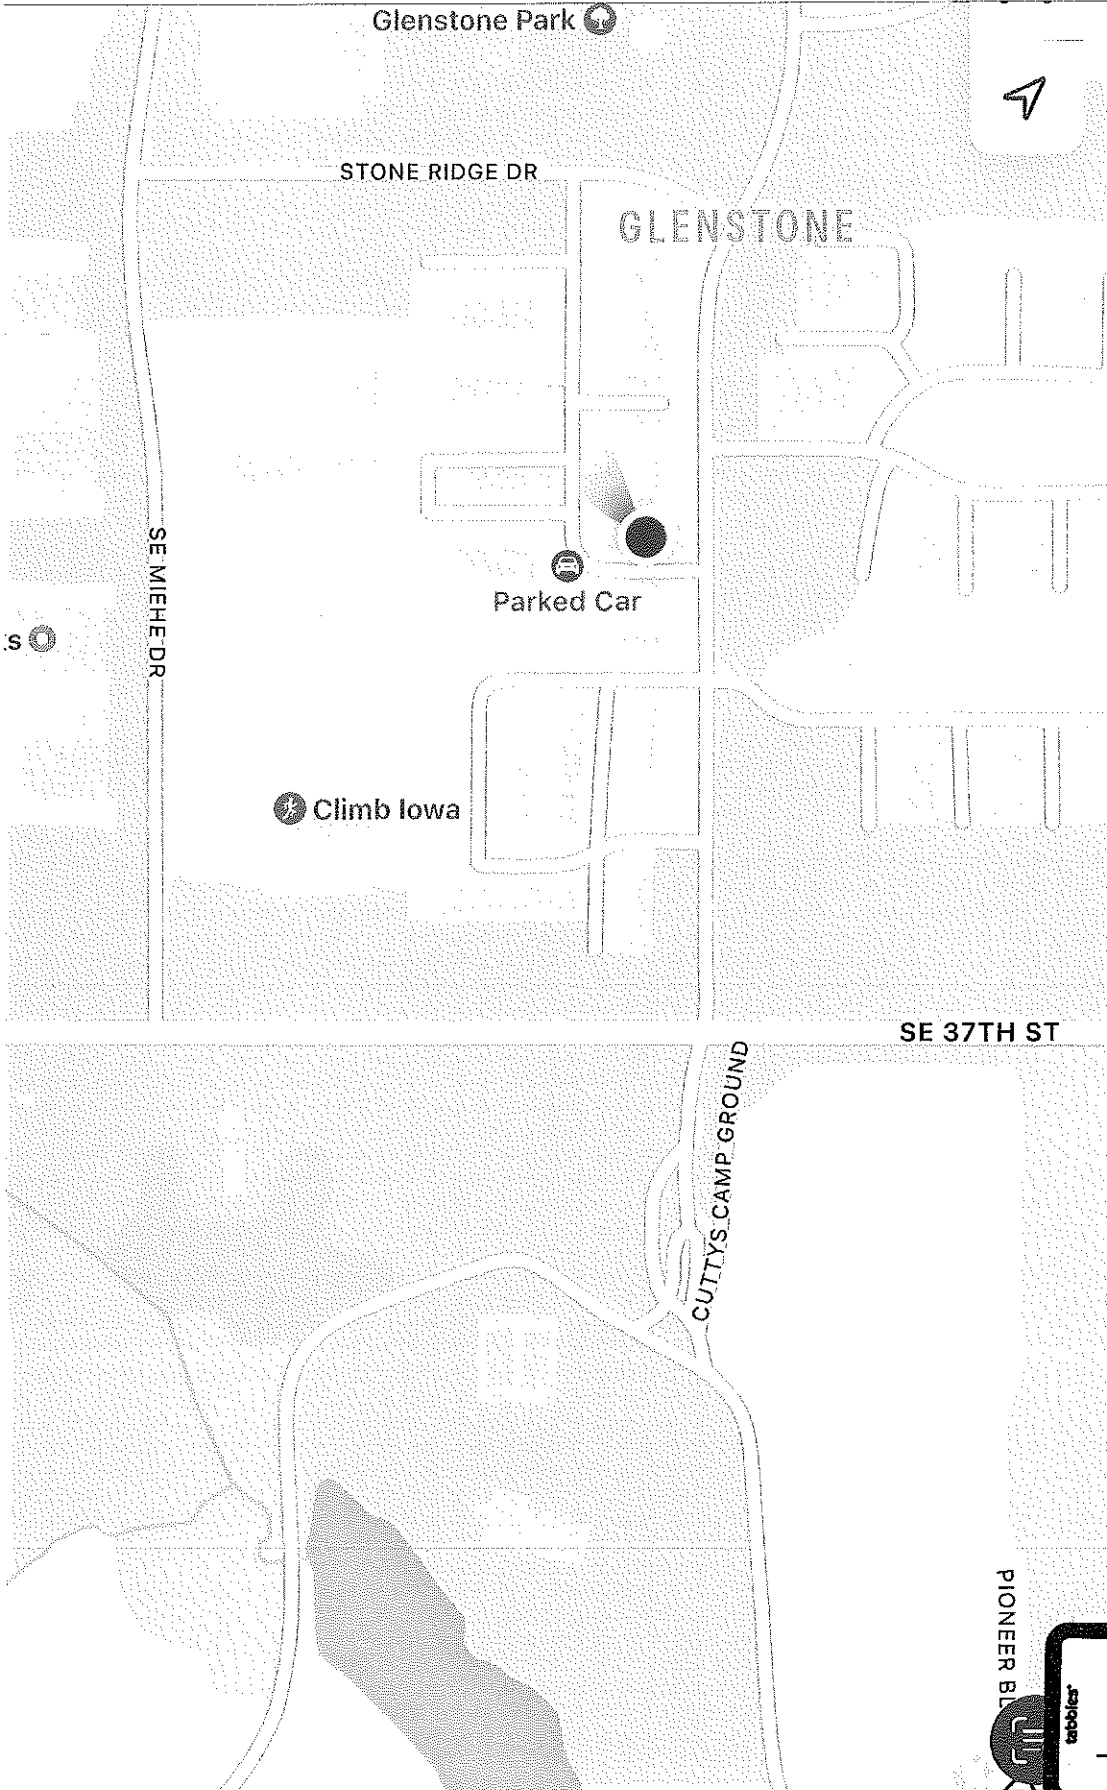 Glenstone Park
STONE RIDGE DR
GLENSTONE
Parked Car
SE MIEHE DR
Climb Iowa
SE 37TH ST
CUTTYS CAMP GROUND
PIONEER BL
tabbies